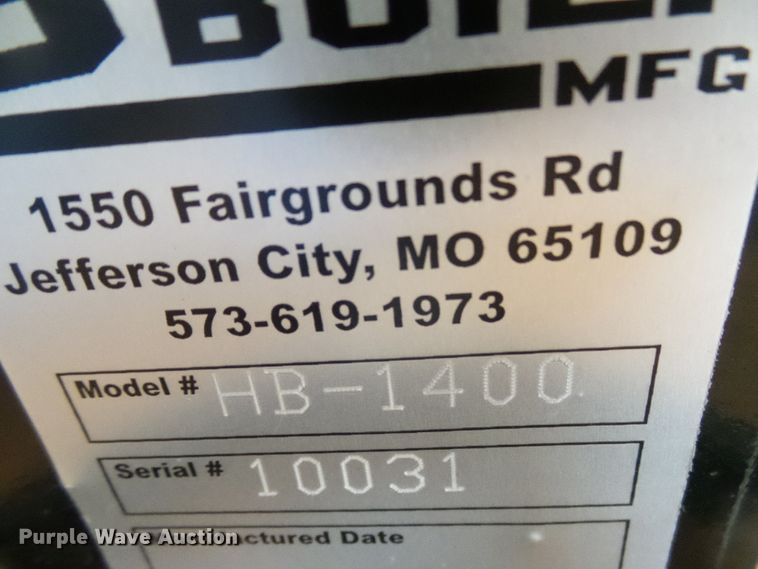 MFG
1550 Fairgrounds Rd
Jefferson City, MO 65109
573-619-1973
Model # HB-1400
Serial # 10031
Date
Purple Wave Auction